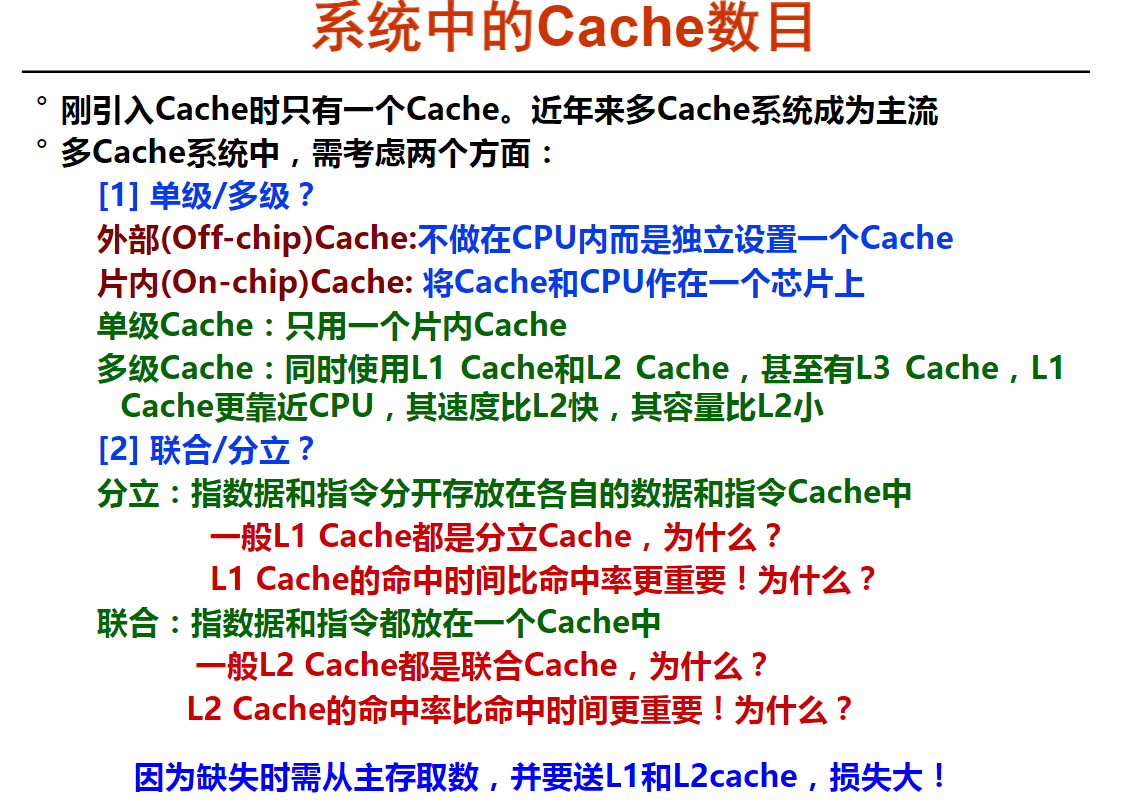 系统中的Cache数目
° 刚引入Cache时只有一个Cache。近年来多Cache系统成为主流
° 多Cache系统中，需考虑两个方面：
[1] 单级/多级？
外部(Off-chip)Cache:不做在CPU内而是独立设置一个Cache
片内(On-chip)Cache: 将Cache和CPU作在一个芯片上
单级Cache：只用一个片内Cache
多级Cache：同时使用L1 Cache和L2 Cache，甚至有L3 Cache，L1
Cache更靠近CPU，其速度比L2快，其容量比L2小
[2] 联合/分立？
分立：指数据和指令分开存放在各自的数据和指令Cache中
一般L1 Cache都是分立Cache，为什么？
L1 Cache的命中时间比命中率更重要！为什么？
联合：指数据和指令都放在一个Cache中
一般L2 Cache都是联合Cache，为什么？
L2 Cache的命中率比命中时间更重要！为什么？
因为缺失时需从主存取数，并要送L1和L2cache，损失大！